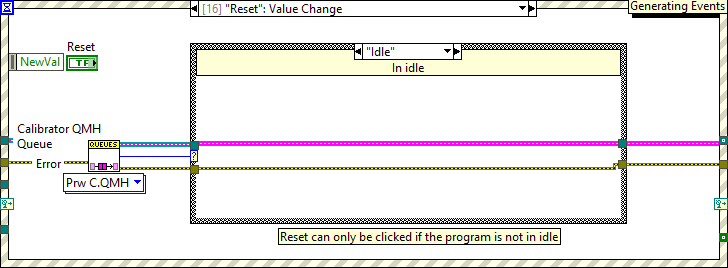 [16] "Reset": Value Change
Generating Events
Reset
NewVal
TF
"Idle"
In idle
Calibrator QMH
Queue
QUEUES
?
Error
Prw C.QMH
Reset can only be clicked if the program is not in idle